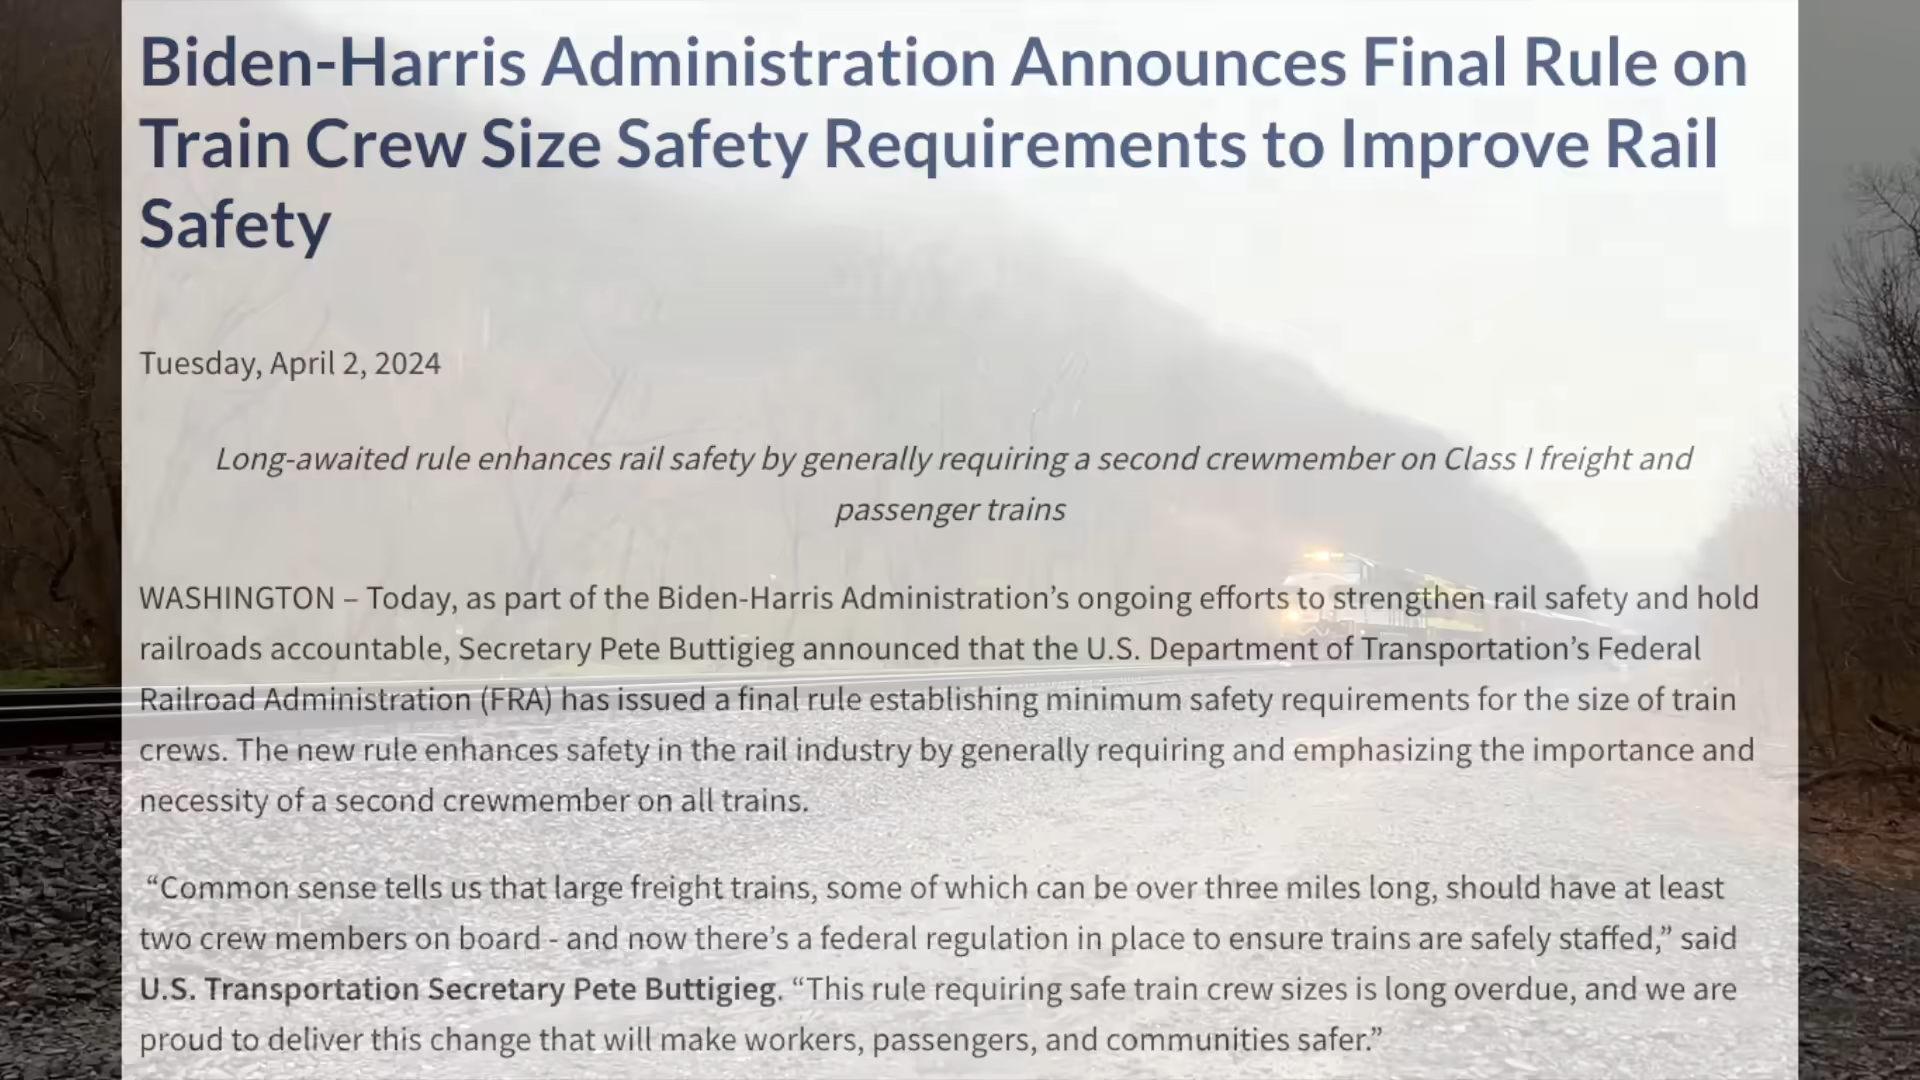 Biden-Harris Administration Announces Final Rule on
Train Crew Size Safety Requirements to Improve Rail
Safety
Tuesday, April 2, 2024
Long-awaited rule enhances rail safety by generally requiring a second crewmember on Class I freight and
passenger trains
WASHINGTON – Today, as part of the Biden-Harris Administration’s ongoing efforts to strengthen rail safety and hold
railroads accountable, Secretary Pete Buttigieg announced that the U.S. Department of Transportation’s Federal
Railroad Administration (FRA) has issued a final rule establishing minimum safety requirements for the size of train
crews. The new rule enhances safety in the rail industry by generally requiring and emphasizing the importance and
necessity of a second crewmember on all trains.
“Common sense tells us that large freight trains, some of which can be over three miles long, should have at least
two crew members on board - and now there’s a federal regulation in place to ensure trains are safely staffed,” said
U.S. Transportation Secretary Pete Buttigieg. “This rule requiring safe train crew sizes is long overdue, and we are
proud to deliver this change that will make workers, passengers, and communities safer.”